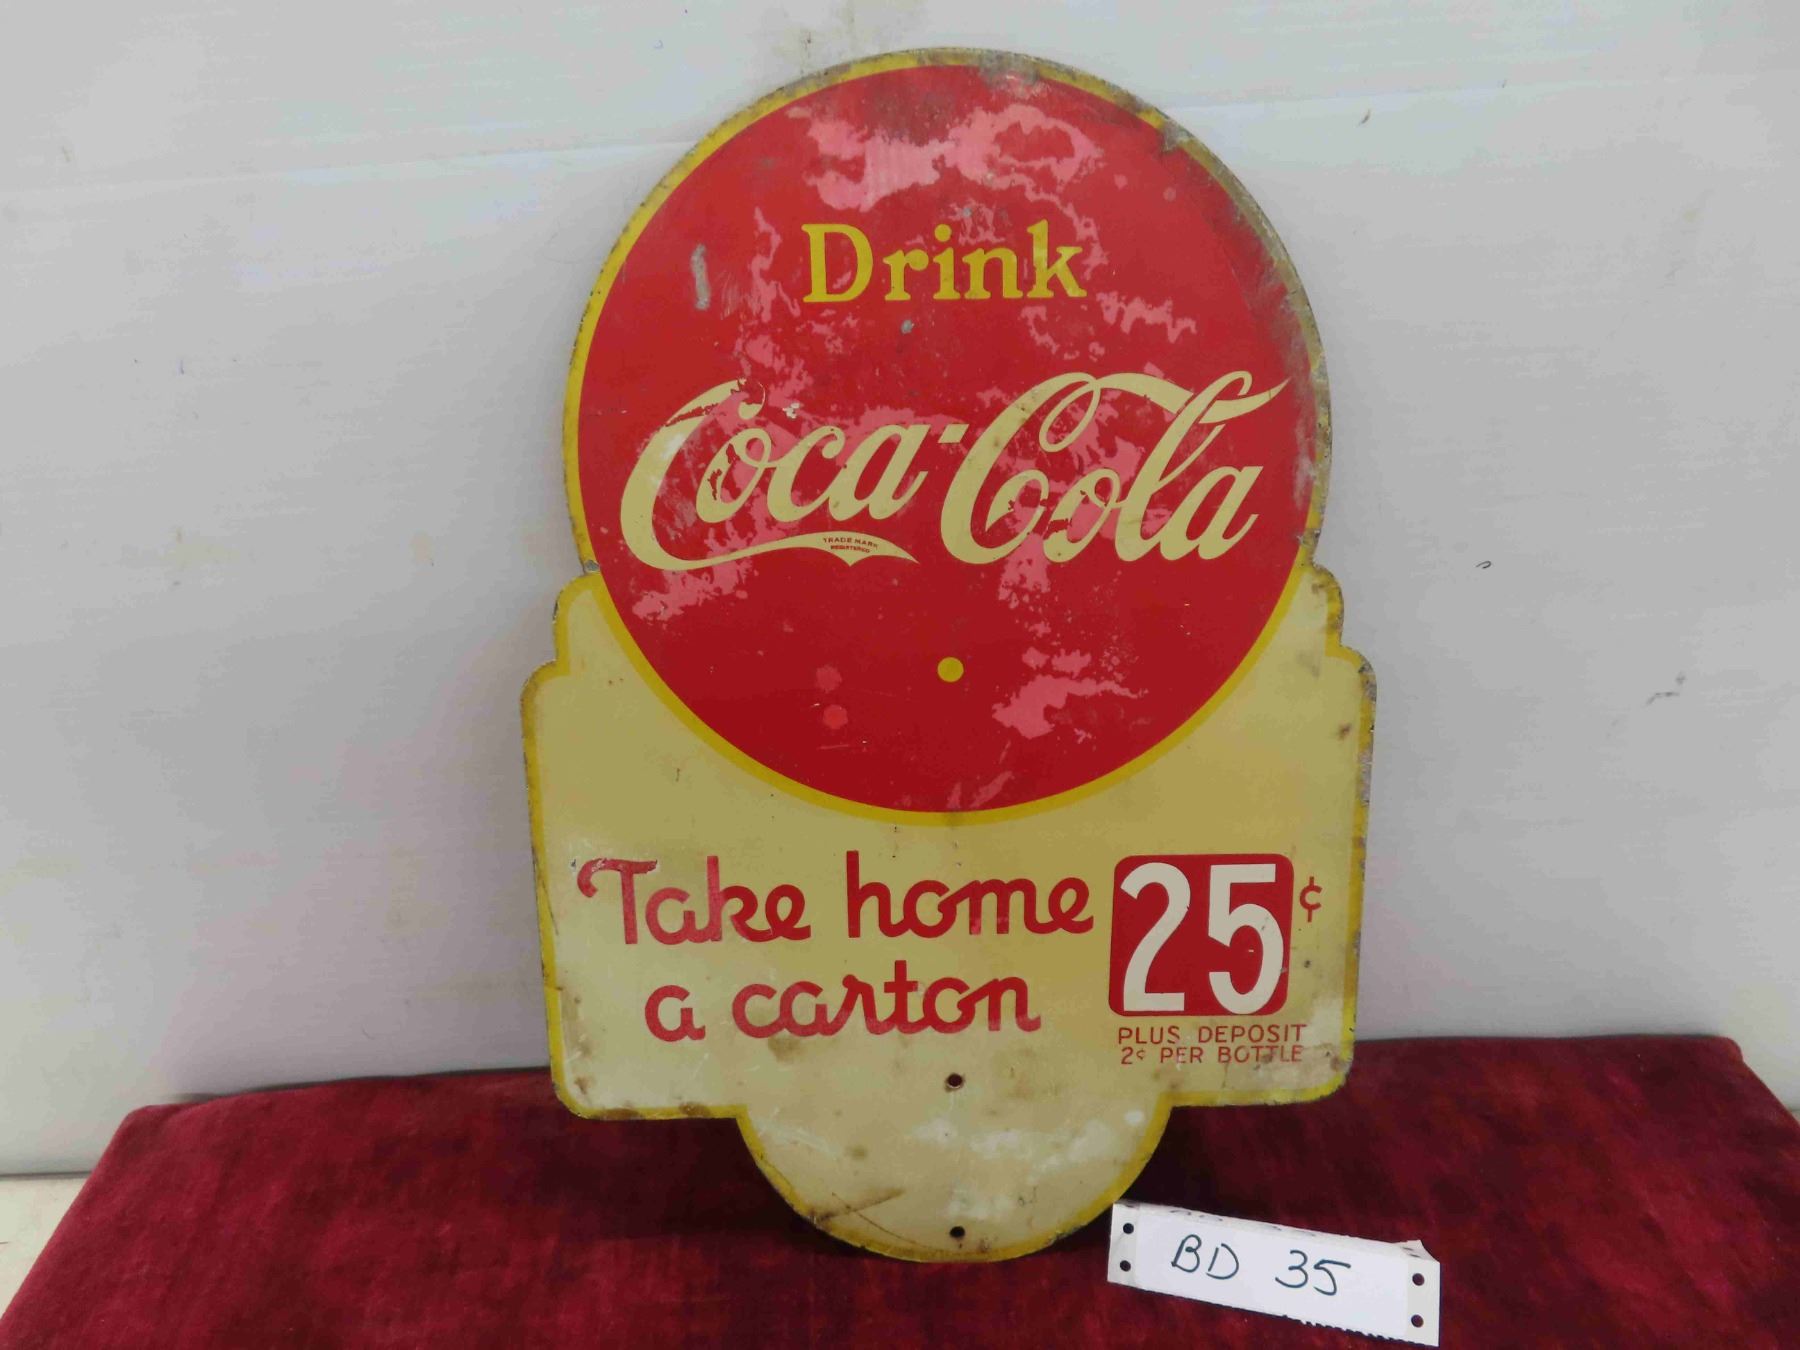 Drink
Coca-Cola
TRADE MARK
REGISTERED
Take home
a carton
25¢
PLUS DEPOSIT
2¢ PER BOTTLE
BD 35